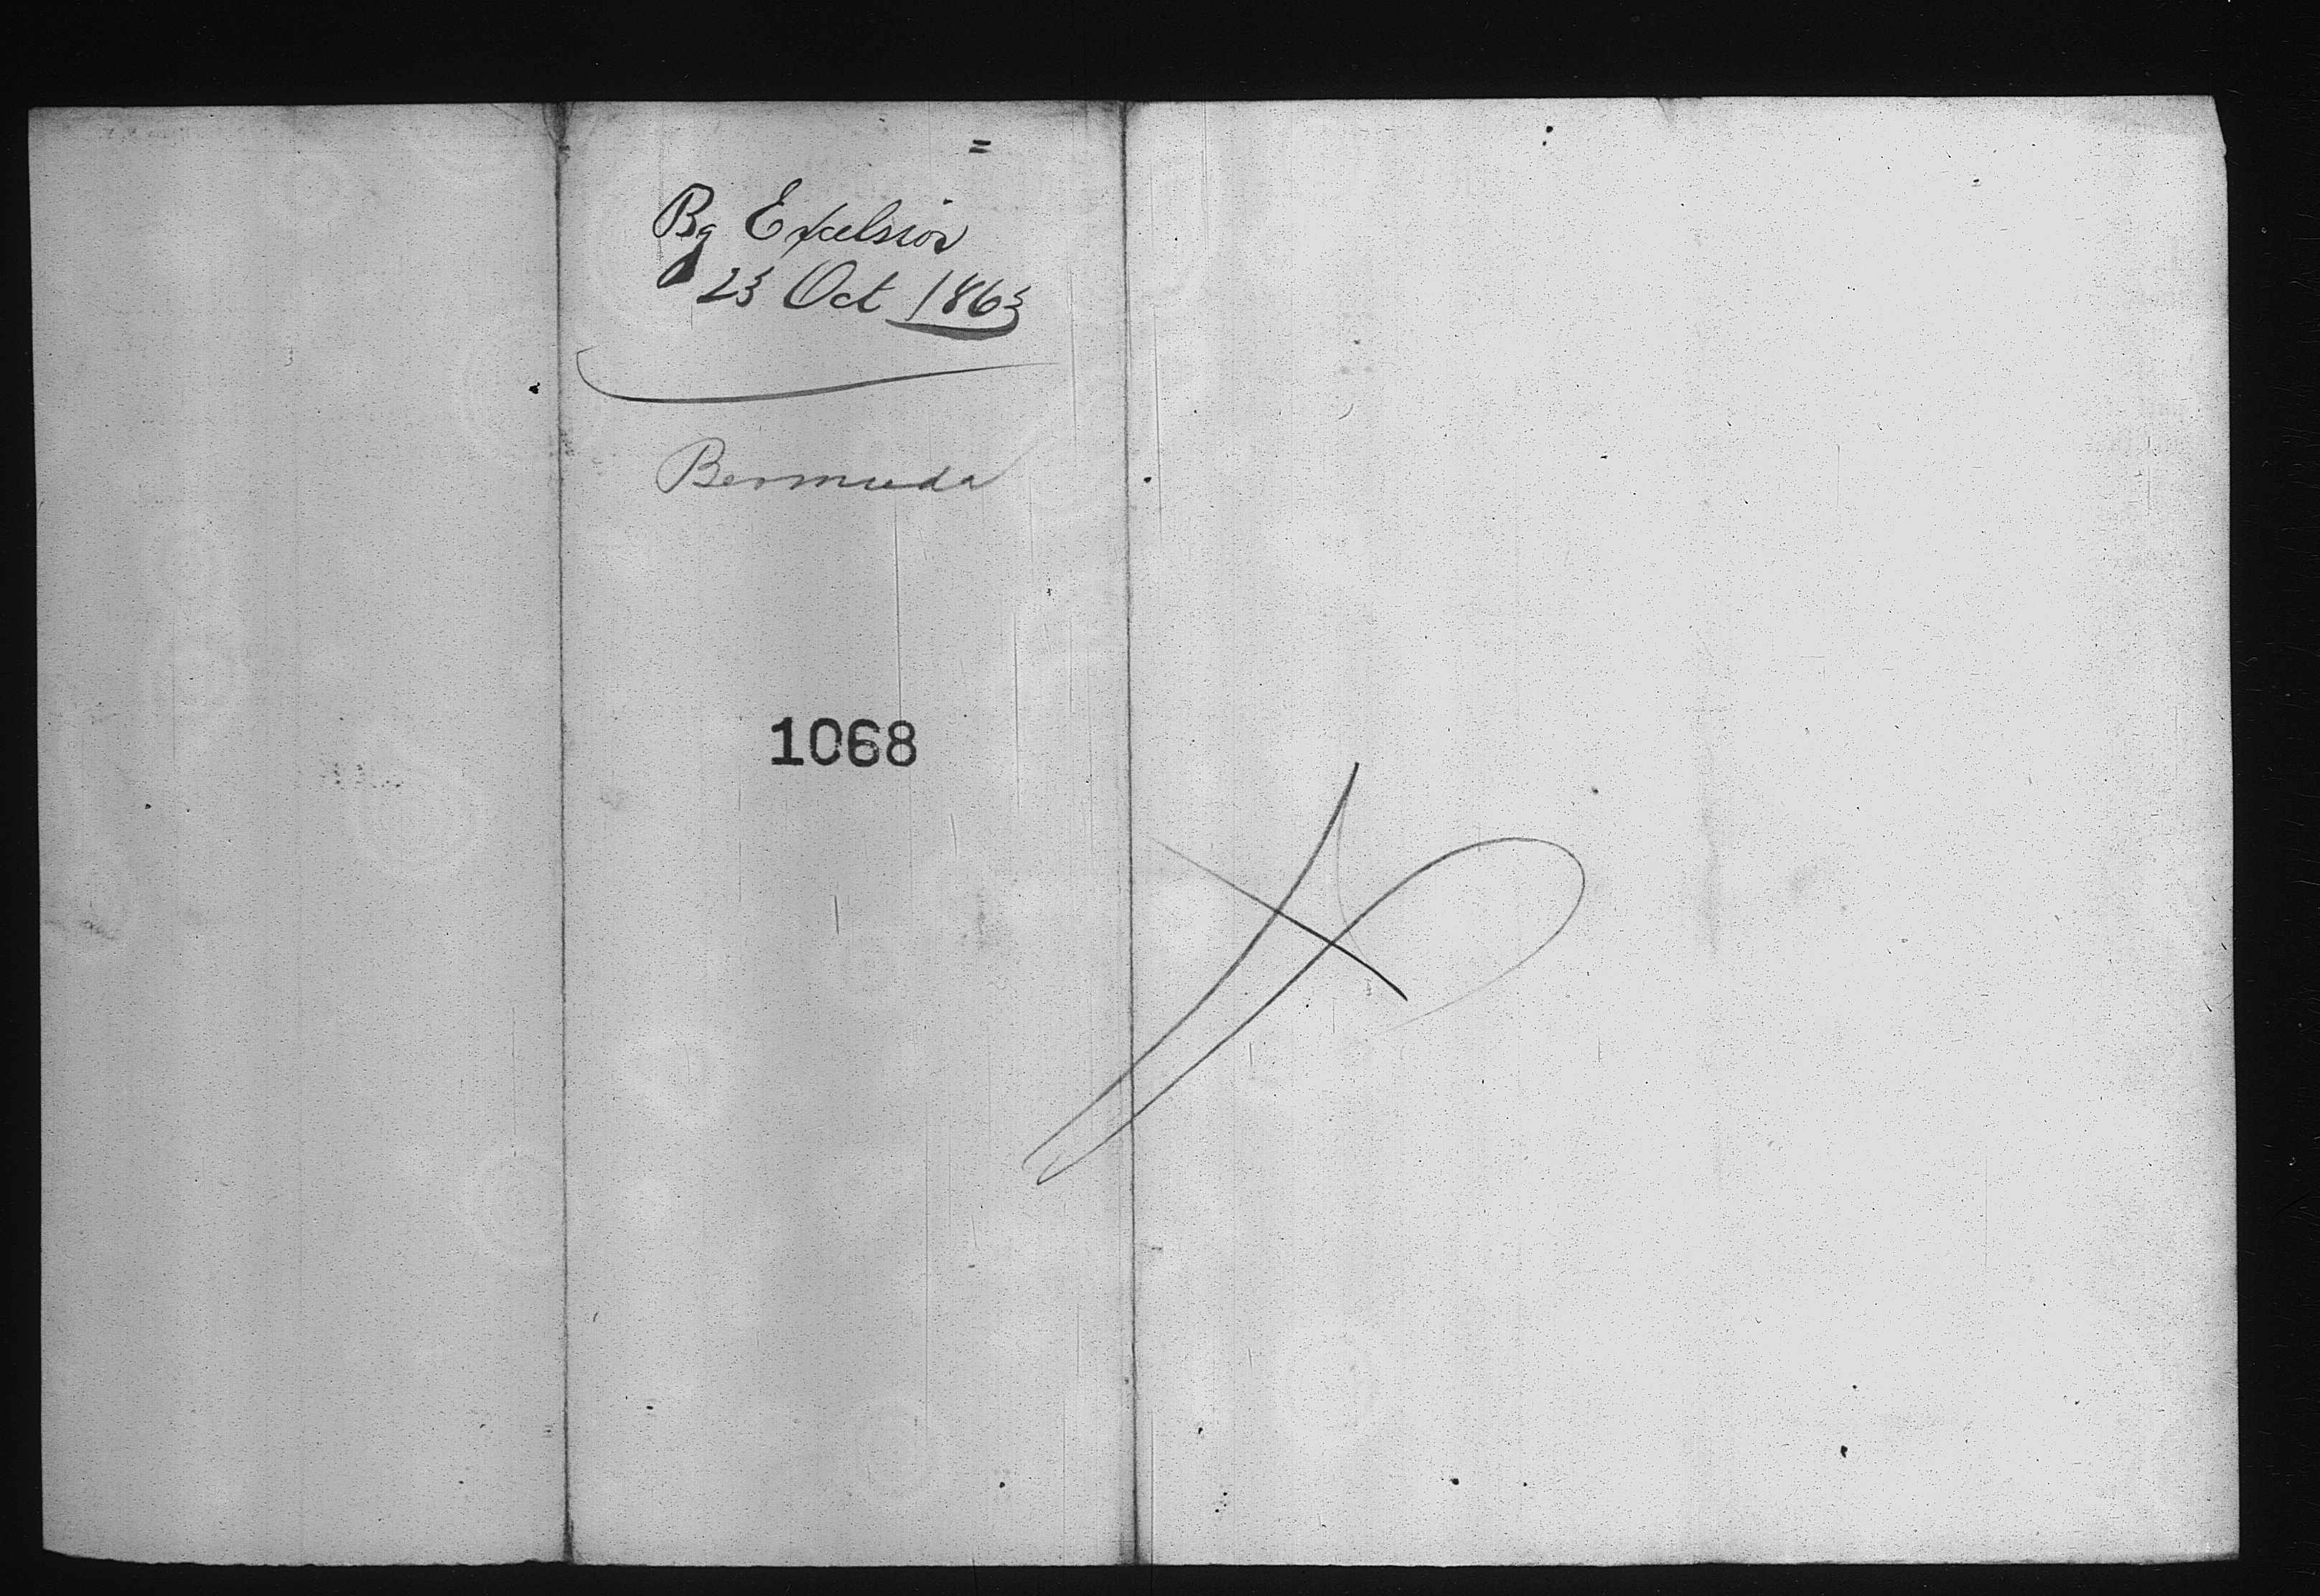 Bg Excelsior
23 Oct 1863
Bermuda
1068